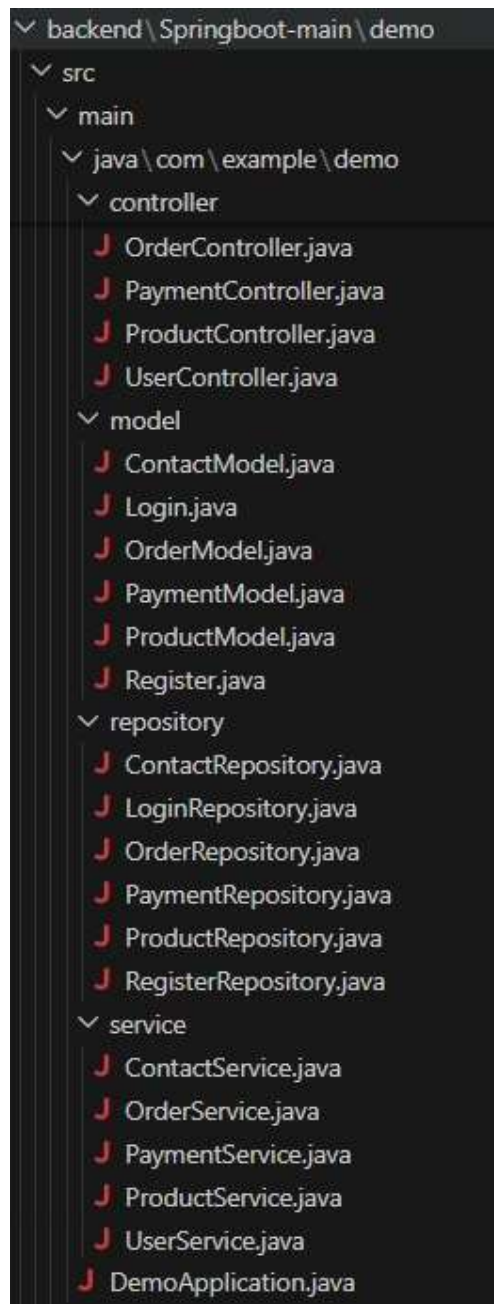 backend\Springboot-main\demo
src
main
java\com\example\demo
controller
OrderController.java
PaymentController.java
ProductController.java
UserController.java
model
ContactModel.java
Login.java
OrderModel.java
PaymentModel.java
ProductModel.java
Register.java
repository
ContactRepository.java
LoginRepository.java
OrderRepository.java
PaymentRepository.java
ProductRepository.java
RegisterRepository.java
service
ContactService.java
OrderService.java
PaymentService.java
ProductService.java
UserService.java
DemoApplication.java